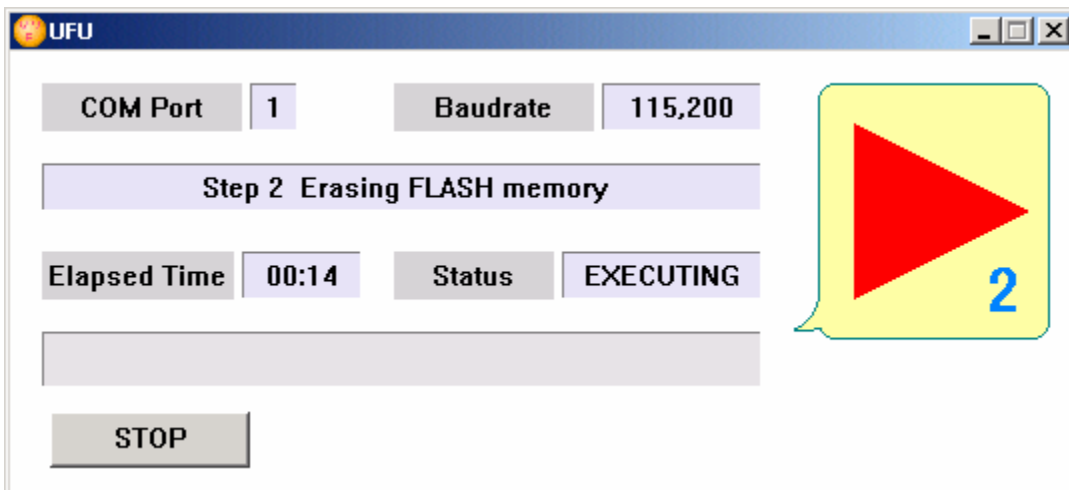 UFU
COM Port 1 Baudrate 115,200
Step 2 Erasing FLASH memory
Elapsed Time 00:14 Status EXECUTING
2
STOP